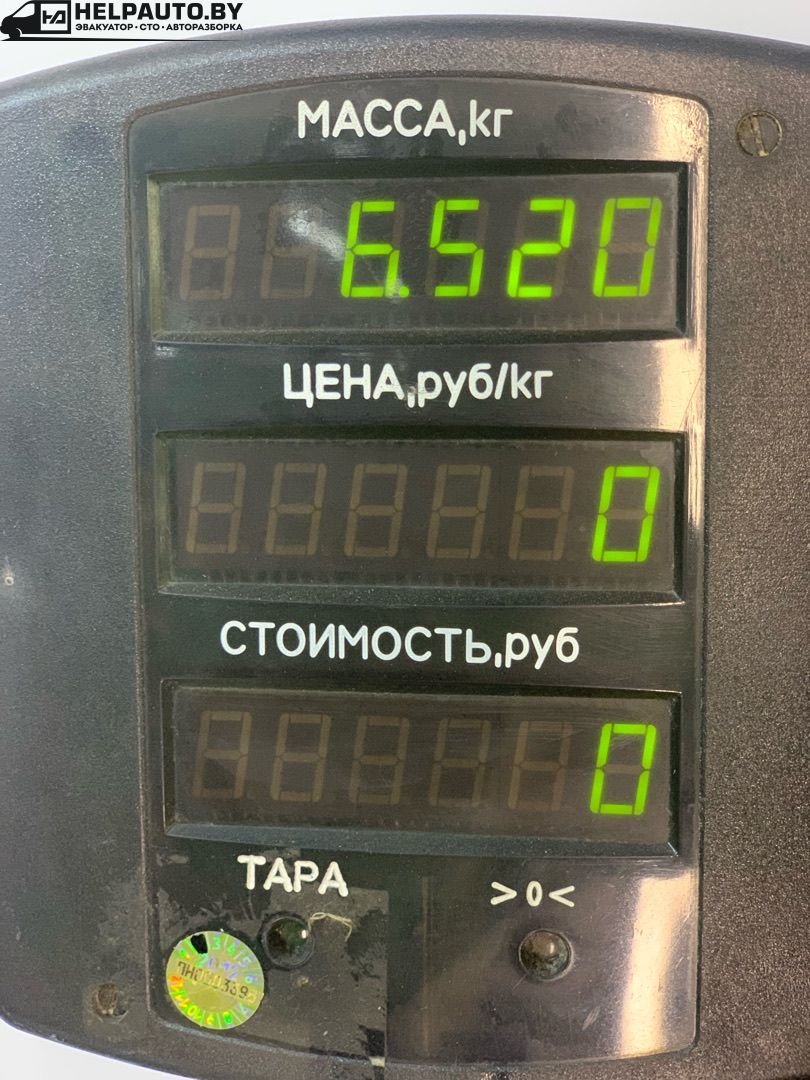 HELPAUTO.BY
ЭВАКУАТОР • СТО • АВТОРАЗБОРКА
МАССА,кг
6.520
ЦЕНА,руб/кг
0
СТОИМОСТЬ,руб
0
ТАРА
>0<